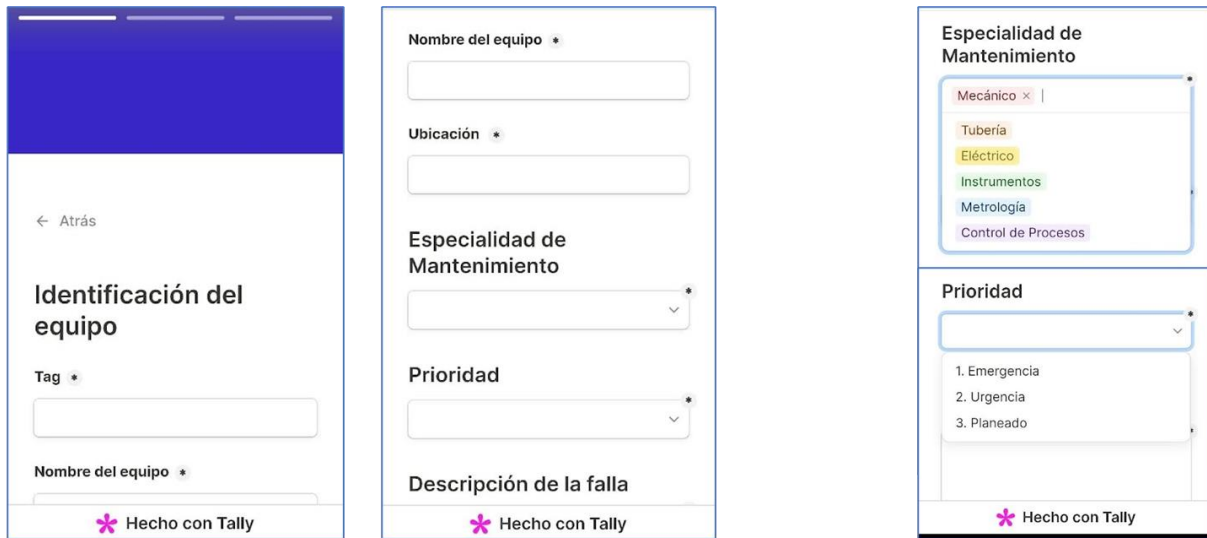 ← Atrás
Identificación del
equipo
Tag *
Nombre del equipo *
Hecho con Tally
Nombre del equipo *
Ubicación *
Especialidad de
Mantenimiento
*
Prioridad
*
Descripción de la falla
Hecho con Tally
Especialidad de
Mantenimiento
*
Mecánico ×
Tubería
Eléctrico
Instrumentos
Metrología
Control de Procesos
Prioridad
*
1. Emergencia
2. Urgencia
3. Planeado
Hecho con Tally